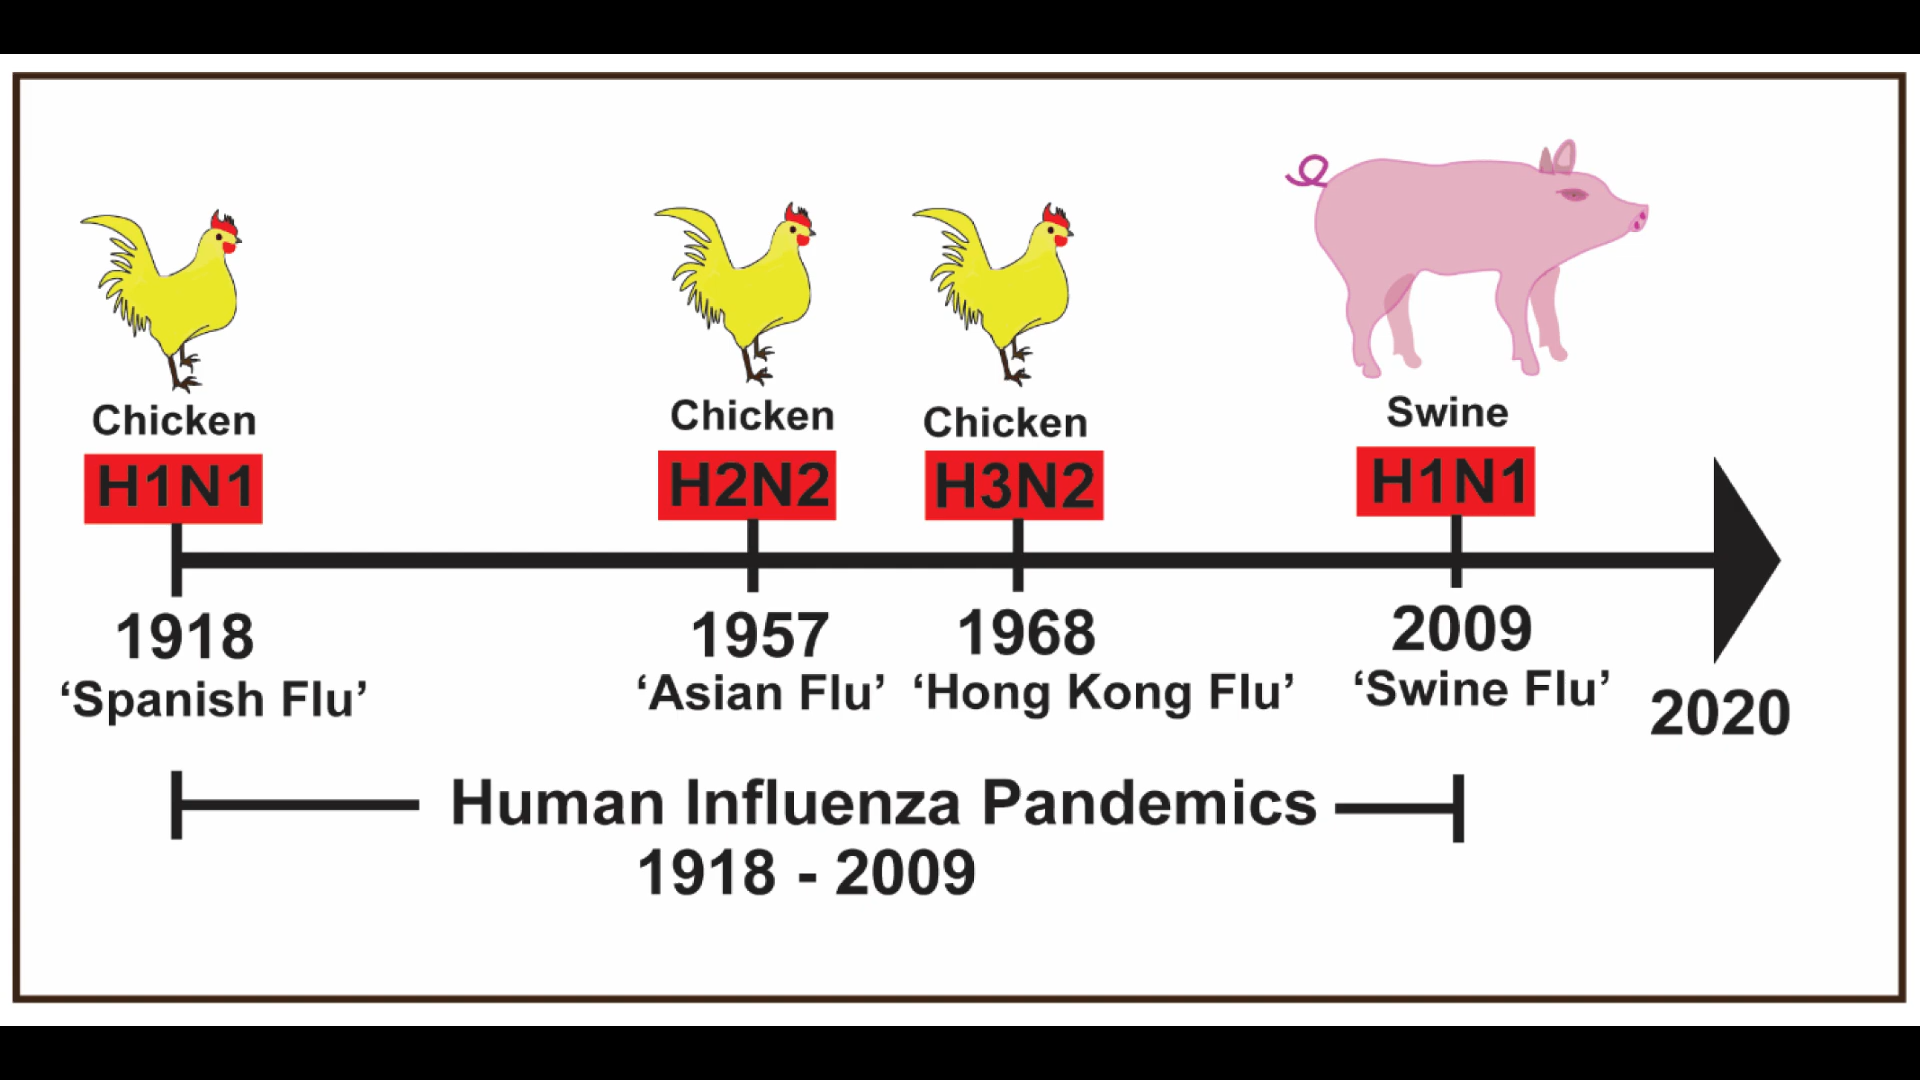 Chicken
Chicken
Chicken
Swine
H1N1
H2N2
H3N2
H1N1
1918
1957
1968
2009
‘Spanish Flu’
‘Asian Flu’
‘Hong Kong Flu’
‘Swine Flu’
2020
Human Influenza Pandemics
1918 - 2009